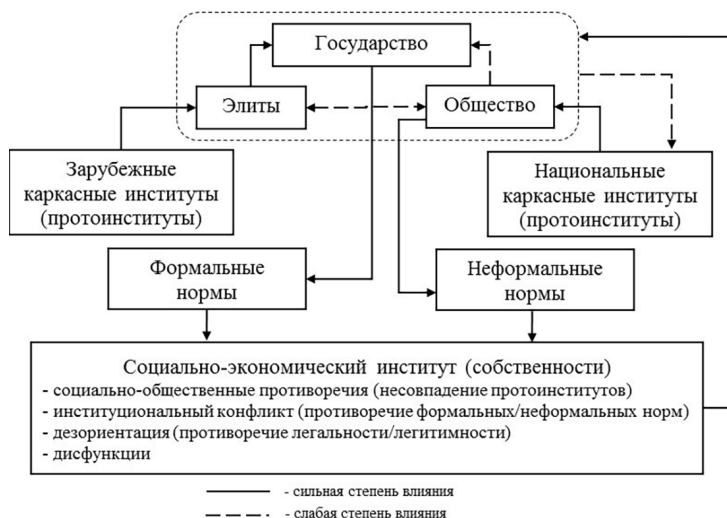 Государство
Элиты
Общество
Зарубежные
каркасные институты
(протоинституты)
Национальные
каркасные институты
(протоинституты)
Формальные
нормы
Неформальные
нормы
Социально-экономический институт (собственности)
- социально-общественные противоречия (несовпадение протоинститутов)
- институциональный конфликт (противоречие формальных/неформальных норм)
- дезориентация (противоречие легальности/легитимности)
- дисфункции
- сильная степень влияния
- слабая степень влияния